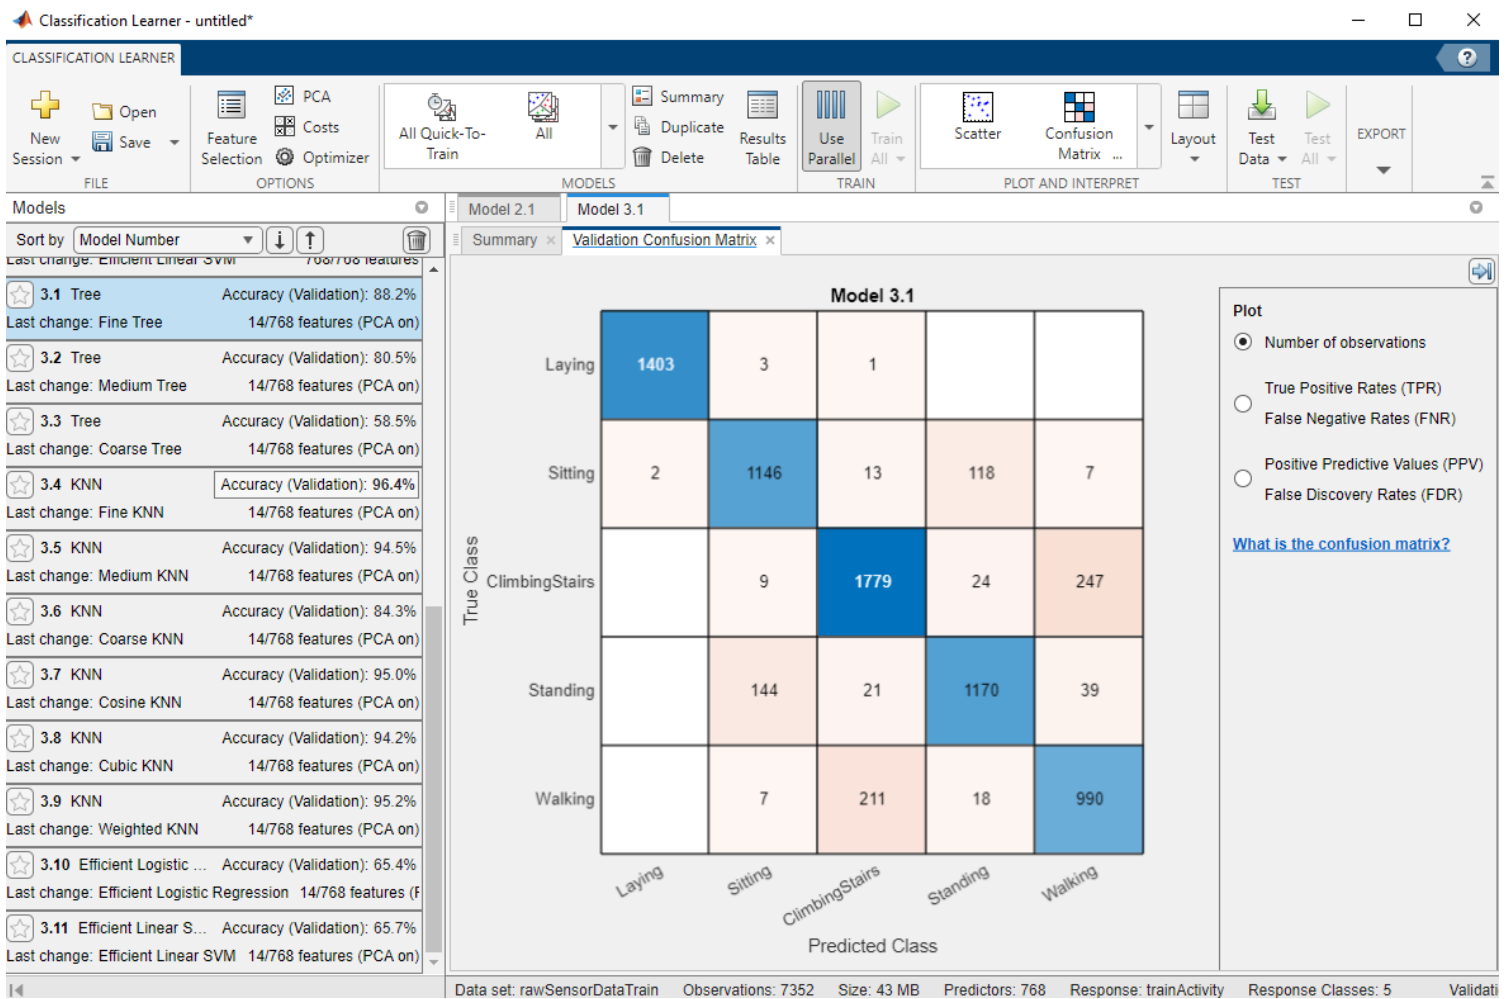 Classification Learner - untitled*
CLASSIFICATION LEARNER
New Session
Open
Save
FILE
Feature Selection
PCA
Costs
Optimizer
OPTIONS
All Quick-To-Train
All
Summary
Duplicate
Delete
Results Table
MODELS
Use Parallel
Train All
TRAIN
Scatter
Confusion Matrix ...
Layout
PLOT AND INTERPRET
Test Data
Test All
TEST
EXPORT
?
Models
Sort by Model Number
Last change: Efficient Linear SVM 768/768 features
3.1 Tree Accuracy (Validation): 88.2%
Last change: Fine Tree 14/768 features (PCA on)
3.2 Tree Accuracy (Validation): 80.5%
Last change: Medium Tree 14/768 features (PCA on)
3.3 Tree Accuracy (Validation): 58.5%
Last change: Coarse Tree 14/768 features (PCA on)
3.4 KNN Accuracy (Validation): 96.4%
Last change: Fine KNN 14/768 features (PCA on)
3.5 KNN Accuracy (Validation): 94.5%
Last change: Medium KNN 14/768 features (PCA on)
3.6 KNN Accuracy (Validation): 84.3%
Last change: Coarse KNN 14/768 features (PCA on)
3.7 KNN Accuracy (Validation): 95.0%
Last change: Cosine KNN 14/768 features (PCA on)
3.8 KNN Accuracy (Validation): 94.2%
Last change: Cubic KNN 14/768 features (PCA on)
3.9 KNN Accuracy (Validation): 95.2%
Last change: Weighted KNN 14/768 features (PCA on)
3.10 Efficient Logistic ... Accuracy (Validation): 65.4%
Last change: Efficient Logistic Regression 14/768 features (F
3.11 Efficient Linear S... Accuracy (Validation): 65.7%
Last change: Efficient Linear SVM 14/768 features (PCA on)
Model 2.1
Model 3.1
Summary
Validation Confusion Matrix
Model 3.1
True Class
Laying 1403 3 1
Sitting 2 1146 13 118 7
ClimbingStairs 9 1779 24 247
Standing 144 21 1170 39
Walking 7 211 18 990
Laying Sitting ClimbingStairs Standing Walking
Predicted Class
Plot
Number of observations
True Positive Rates (TPR)
False Negative Rates (FNR)
Positive Predictive Values (PPV)
False Discovery Rates (FDR)
What is the confusion matrix?
Data set: rawSensorDataTrain Observations: 7352 Size: 43 MB Predictors: 768 Response: trainActivity Response Classes: 5 Validati